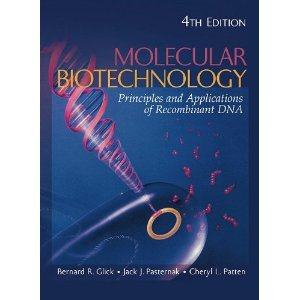 4TH EDITION
MOLECULAR
BIOTECHNOLOGY
Principles and Applications
of Recombinant DNA
Bernard R. Glick • Jack J. Pasternak • Cheryl L. Patten